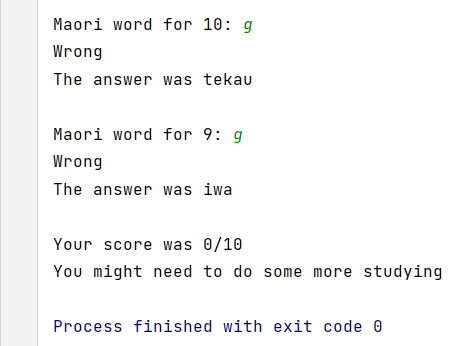 Maori word for 10: g
Wrong
The answer was tekau
Maori word for 9: g
Wrong
The answer was iwa
Your score was 0/10
You might need to do some more studying
Process finished with exit code 0